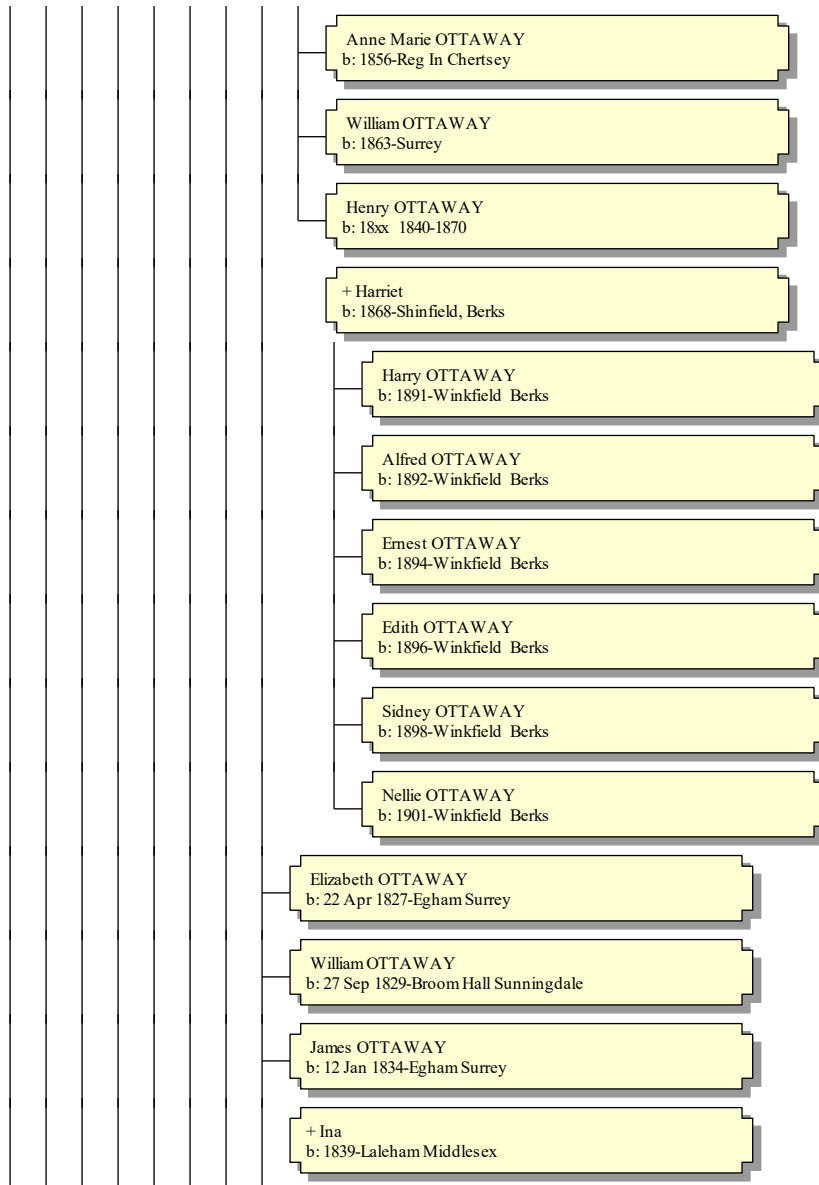 Anne Marie OTTAWAY
b: 1856-Reg In Chertsey
William OTTAWAY
b: 1863-Surrey
Henry OTTAWAY
b: 18xx 1840-1870
+ Harriet
b: 1868-Shinfield, Berks
Harry OTTAWAY
b: 1891-Winkfield Berks
Alfred OTTAWAY
b: 1892-Winkfield Berks
Ernest OTTAWAY
b: 1894-Winkfield Berks
Edith OTTAWAY
b: 1896-Winkfield Berks
Sidney OTTAWAY
b: 1898-Winkfield Berks
Nellie OTTAWAY
b: 1901-Winkfield Berks
Elizabeth OTTAWAY
b: 22 Apr 1827-Egham Surrey
William OTTAWAY
b: 27 Sep 1829-Broom Hall Sunningdale
James OTTAWAY
b: 12 Jan 1834-Egham Surrey
+ Ina
b: 1839-Laleham Middlesex